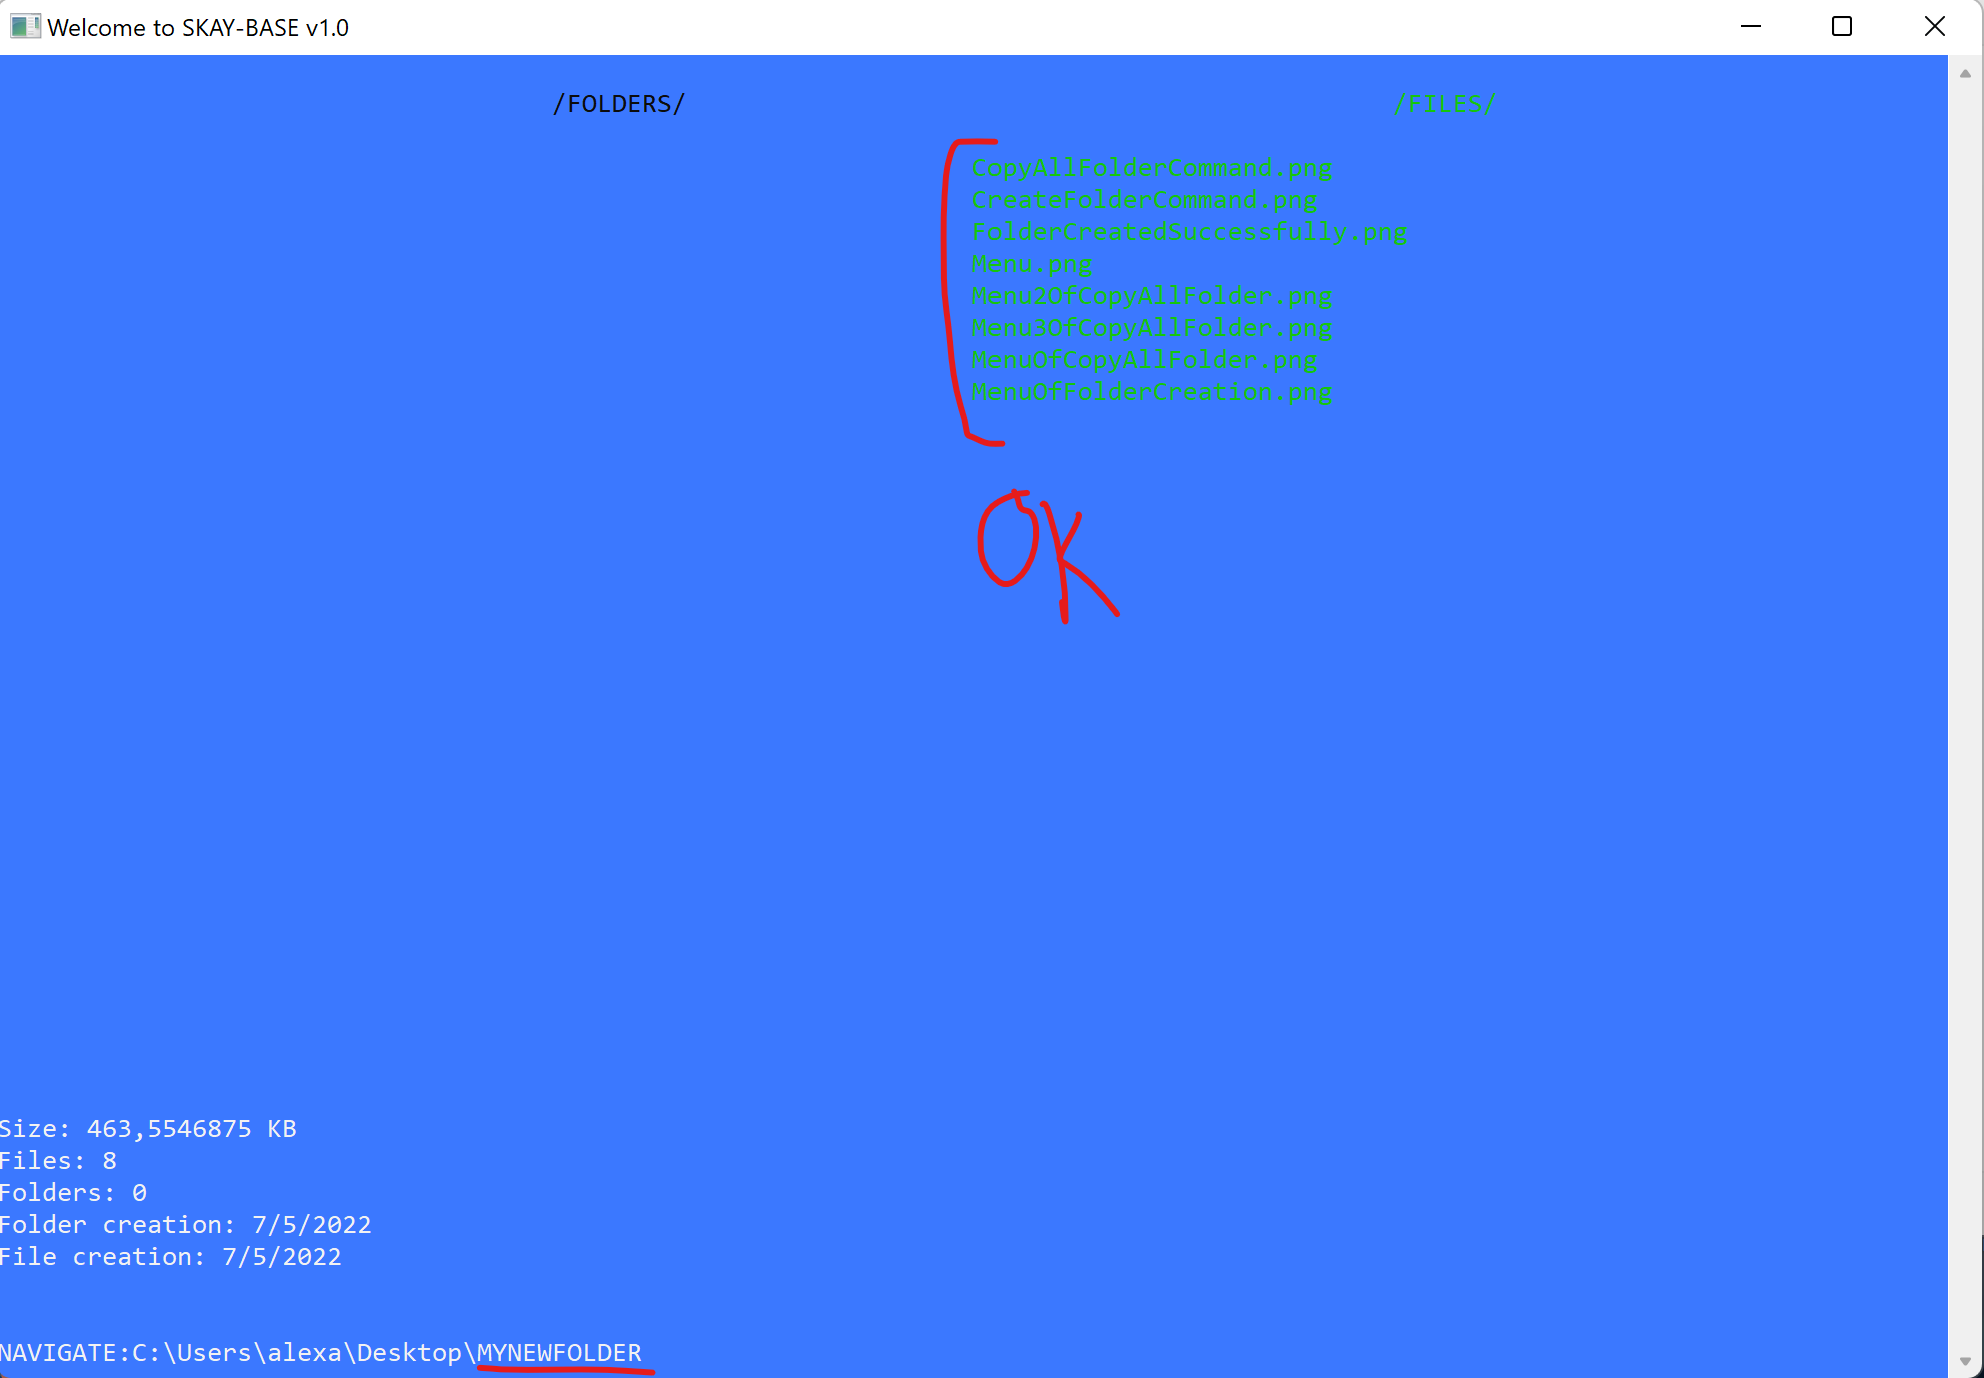 Welcome to SKAY-BASE v1.0
/FOLDERS/
/FILES/
CopyAllFolderCommand.png
CreateFolderCommand.png
FolderCreatedSuccessfully.png
Menu.png
Menu2OfCopyAllFolder.png
Menu3OfCopyAllFolder.png
MenuOfCopyAllFolder.png
MenuOfFolderCreation.png
OK
Size: 463,5546875 KB
Files: 8
Folders: 0
Folder creation: 7/5/2022
File creation: 7/5/2022
NAVIGATE:C:\Users\alexa\Desktop\MYNEWFOLDER